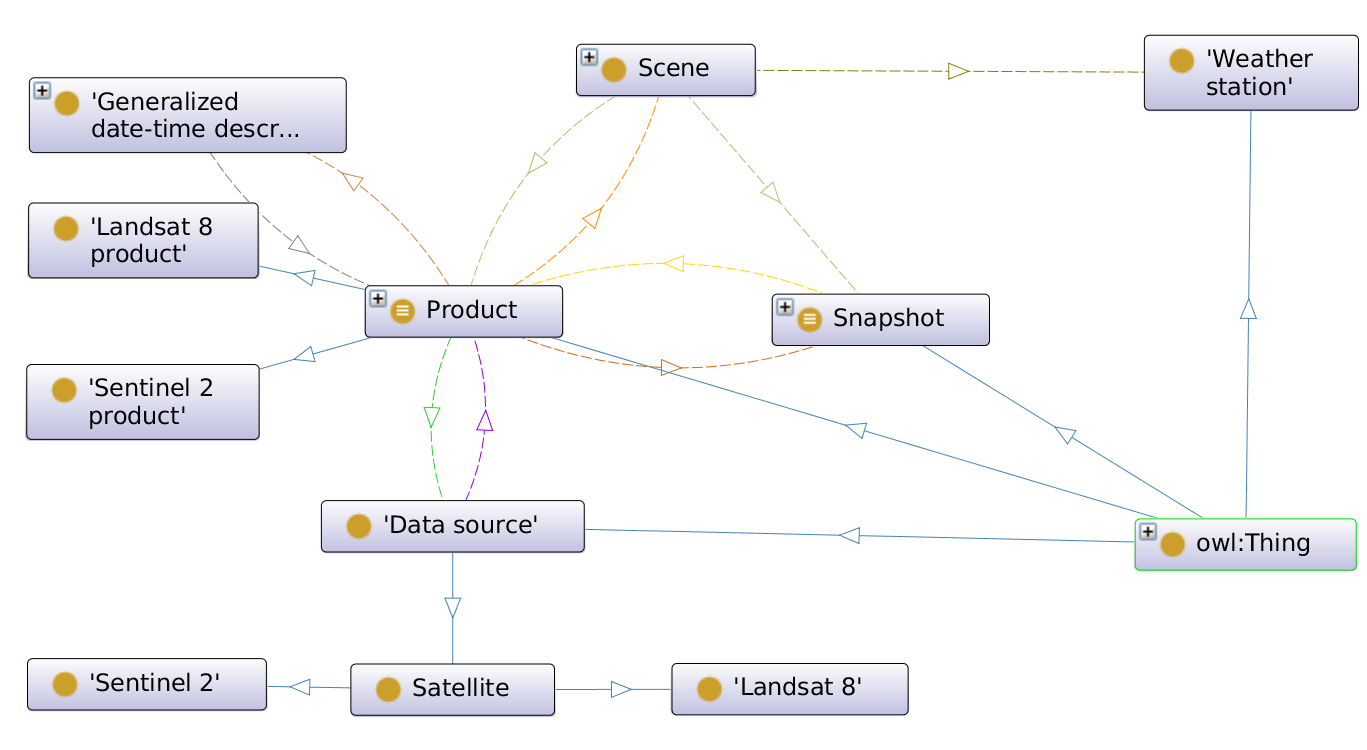 Scene
'Weather
station'
'Generalized
date-time descr...
'Landsat 8
product'
Product
Snapshot
'Sentinel 2
product'
'Data source'
owl:Thing
'Sentinel 2'
Satellite
'Landsat 8'